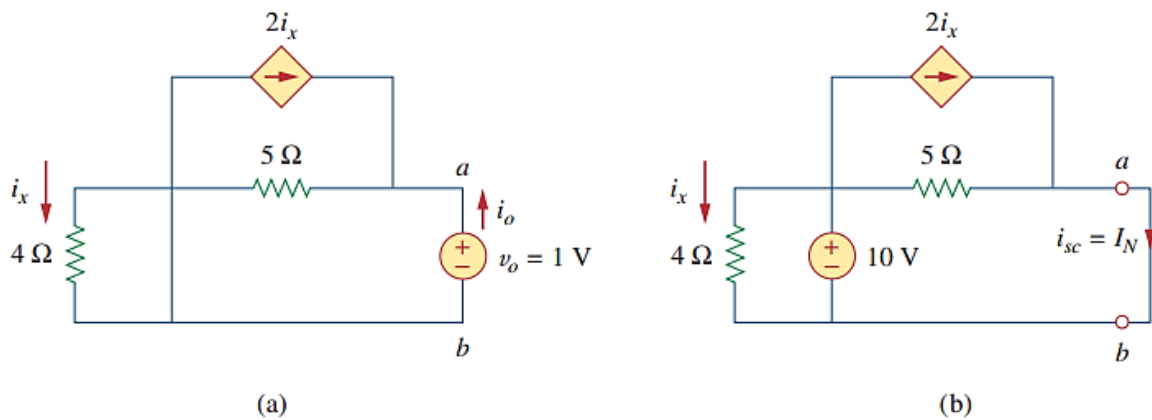 2i_x
5 Ω
a
i_x
i_o
4 Ω
+
−
v_o = 1 V
b
(a)
2i_x
5 Ω
a
i_x
4 Ω
+
−
10 V
i_sc = I_N
b
(b)